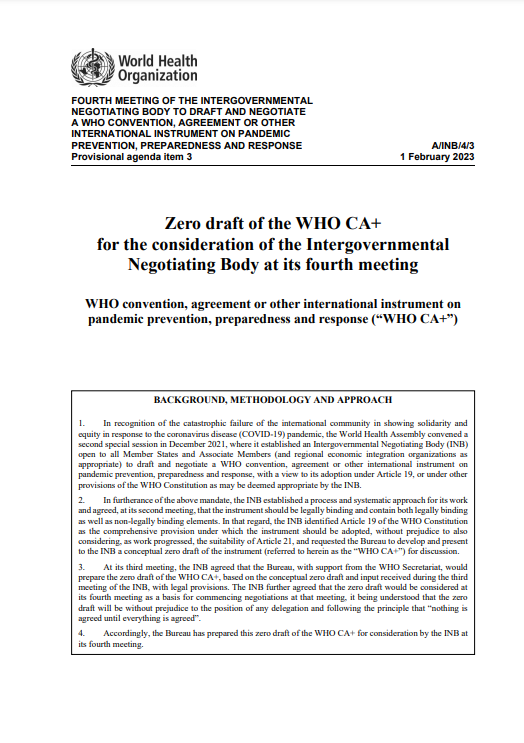 World Health
Organization
FOURTH MEETING OF THE INTERGOVERNMENTAL
NEGOTIATING BODY TO DRAFT AND NEGOTIATE
A WHO CONVENTION, AGREEMENT OR OTHER
INTERNATIONAL INSTRUMENT ON PANDEMIC
PREVENTION, PREPAREDNESS AND RESPONSE A/INB/4/3
Provisional agenda item 3 1 February 2023
Zero draft of the WHO CA+
for the consideration of the Intergovernmental
Negotiating Body at its fourth meeting
WHO convention, agreement or other international instrument on
pandemic prevention, preparedness and response (“WHO CA+”)
BACKGROUND, METHODOLOGY AND APPROACH
1. In recognition of the catastrophic failure of the international community in showing solidarity and
equity in response to the coronavirus disease (COVID-19) pandemic, the World Health Assembly convened a
second special session in December 2021, where it established an Intergovernmental Negotiating Body (INB)
open to all Member States and Associate Members (and regional economic integration organizations as
appropriate) to draft and negotiate a WHO convention, agreement or other international instrument on
pandemic prevention, preparedness and response, with a view to its adoption under Article 19, or under other
provisions of the WHO Constitution as may be deemed appropriate by the INB.
2. In furtherance of the above mandate, the INB established a process and systematic approach for its work
and agreed, at its second meeting, that the instrument should be legally binding and contain both legally binding
as well as non-legally binding elements. In that regard, the INB identified Article 19 of the WHO Constitution
as the comprehensive provision under which the instrument should be adopted, without prejudice to also
considering, as work progressed, the suitability of Article 21, and requested the Bureau to develop and present
to the INB a conceptual zero draft of the instrument (referred to herein as the “WHO CA+”) for discussion.
3. At its third meeting, the INB agreed that the Bureau, with support from the WHO Secretariat, would
prepare the zero draft of the WHO CA+, based on the conceptual zero draft and input received during the third
meeting of the INB, with legal provisions. The INB further agreed that the zero draft would be considered at
its fourth meeting as a basis for commencing negotiations at that meeting, it being understood that the zero
draft will be without prejudice to the position of any delegation and following the principle that “nothing is
agreed until everything is agreed”.
4. Accordingly, the Bureau has prepared this zero draft of the WHO CA+ for consideration by the INB at
its fourth meeting.